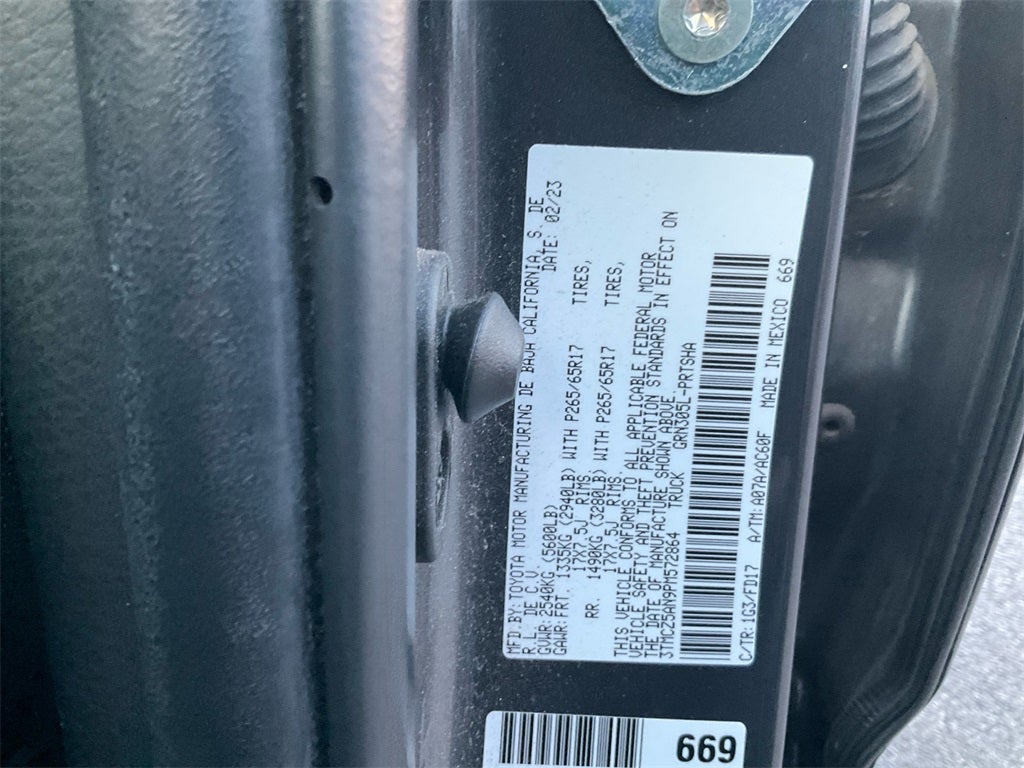 MFD.BY:TOYOTA MOTOR MANUFACTURING DE BAJA CALIFORNIA, S. DE
R.L. DE C.V. DATE: 02/23
GVWR: 2540KG (5600LB)
GAWR: FRT. 1335KG (2940LB) WITH P265/65R17 TIRES,
17X7.5J RIMS
RR. 1490KG (3280LB) WITH P265/65R17 TIRES,
17X7.5J RIMS.
THIS VEHICLE CONFORMS TO ALL APPLICABLE FEDERAL MOTOR
VEHICLE SAFETY AND THEFT PREVENTION STANDARDS IN EFFECT ON
THE DATE OF MANUFACTURE SHOWN ABOVE.
3TMCZ5AN9PM572864 TRUCK GRN305L-PRTSHA
C/TR:1G3/FD17 A/TM:A07A/AC60F MADE IN MEXICO 669
669